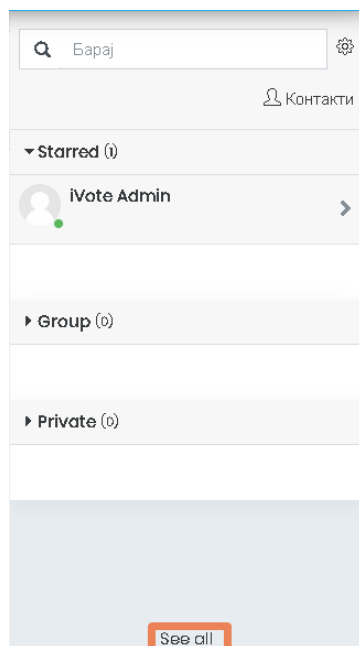 Барај
Контакти
Starred (1)
iVote Admin
Group (0)
Private (0)
See all